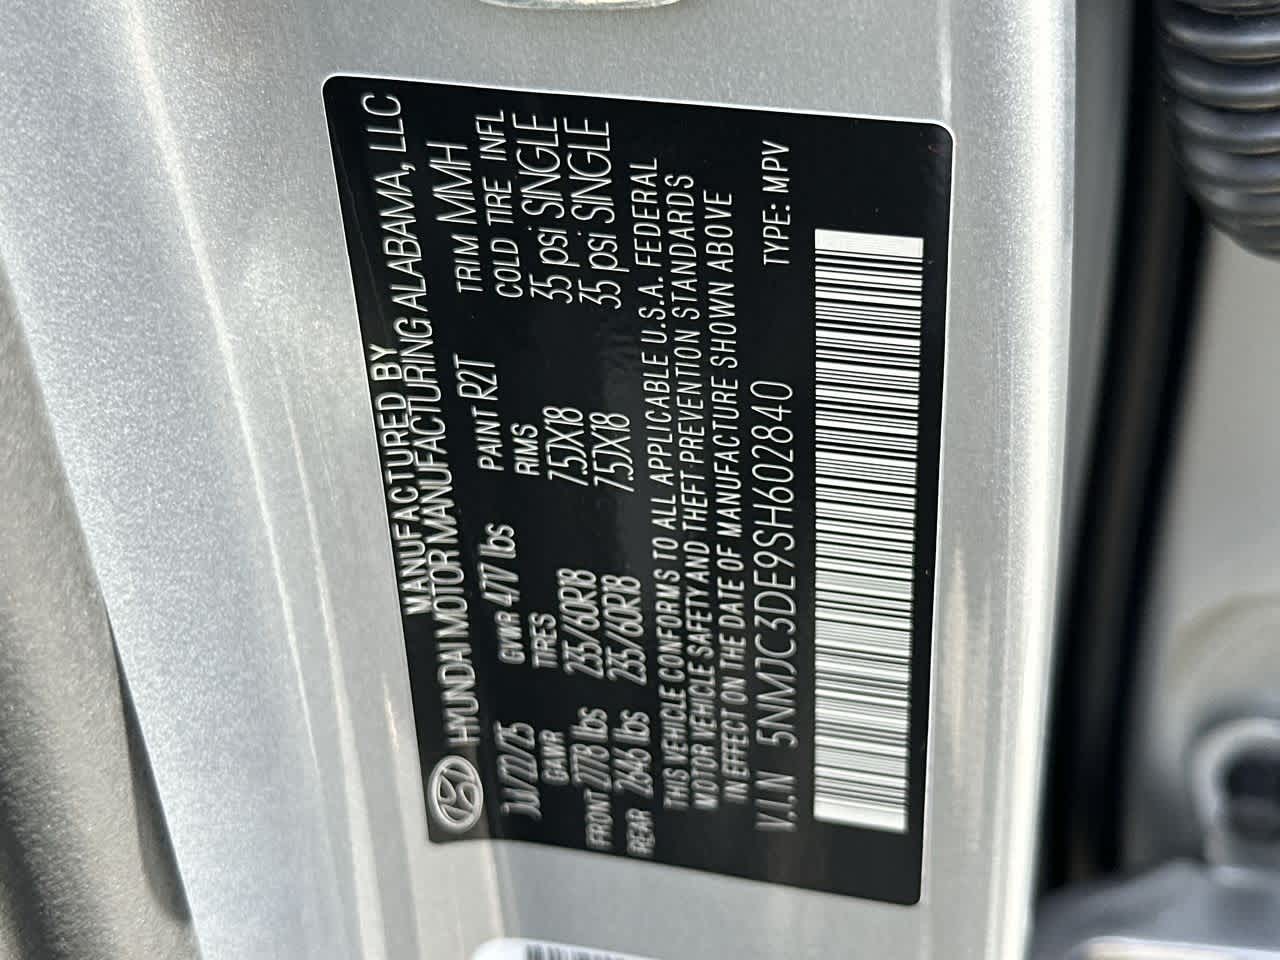 MANUFACTURED BY
HYUNDAI MOTOR MANUFACTURING ALABAMA, LLC
GVWR 4717 lbs PAINT R2T TRIM MMH
GAWR TIRES RIMS COLD TIRE INFL
FRONT 2778 lbs 235/60R18 7.5JX18 35 psi SINGLE
REAR 2646 lbs 235/60R18 7.5JX18 35 psi SINGLE
THIS VEHICLE CONFORMS TO ALL APPLICABLE U.S.A. FEDERAL
MOTOR VEHICLE SAFETY AND THEFT PREVENTION STANDARDS
IN EFFECT ON THE DATE OF MANUFACTURE SHOWN ABOVE
V.I.N 5NMJC3DE9SH602840 TYPE: MPV